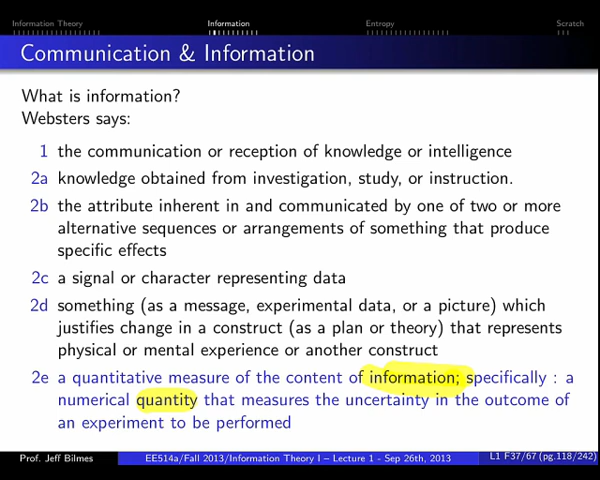 Information Theory Information Entropy Scratch
Communication & Information
What is information?
Websters says:
1 the communication or reception of knowledge or intelligence
2a knowledge obtained from investigation, study, or instruction.
2b the attribute inherent in and communicated by one of two or more
alternative sequences or arrangements of something that produce
specific effects
2c a signal or character representing data
2d something (as a message, experimental data, or a picture) which
justifies change in a construct (as a plan or theory) that represents
physical or mental experience or another construct
2e a quantitative measure of the content of information; specifically : a
numerical quantity that measures the uncertainty in the outcome of
an experiment to be performed
Prof. Jeff Bilmes EE514a/Fall 2013/Information Theory I – Lecture 1 - Sep 26th, 2013 L1 F37/67 (pg.118/242)